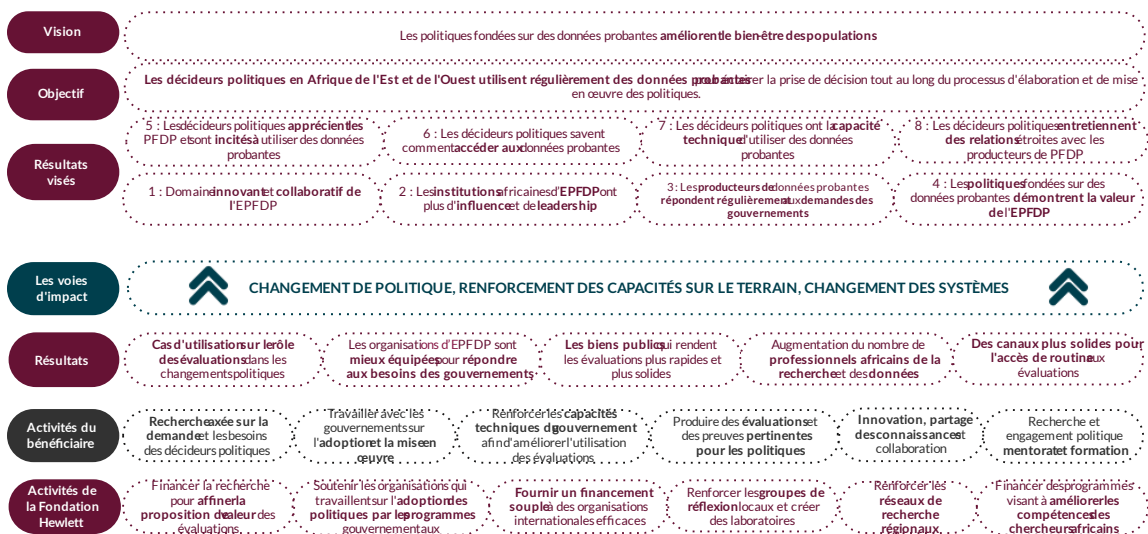 Vision
Les politiques fondées sur des données probantes améliorent le bien-être des populations
Objectif
Les décideurs politiques en Afrique de l'Est et de l'Ouest utilisent régulièrement des données probantes pour éclairer la prise de décision tout au long du processus d'élaboration et de mise
en œuvre des politiques.
Résultats
visés
5 : Les décideurs politiques apprécient les
PFDP et sont incités à utiliser des données
probantes
6 : Les décideurs politiques savent
comment accéder aux données probantes
7 : Les décideurs politiques ont la capacité
technique d'utiliser des données
probantes
8 : Les décideurs politiques entretiennent
des relations étroites avec les
producteurs de PFDP
1 : Domaine innovant et collaboratif de
l'EPFDP
2 : Les institutions africaines d'EPFDP ont
plus d'influence et de leadership
3 : Les producteurs de données probantes
répondent régulièrement aux demandes des
gouvernements
4 : Les politiques fondées sur des
données probantes démontrent la valeur
de l'EPFDP
Les voies
d'impact
CHANGEMENT DE POLITIQUE, RENFORCEMENT DES CAPACITÉS SUR LE TERRAIN, CHANGEMENT DES SYSTÈMES
Résultats
Cas d'utilisation sur le rôle
des évaluations dans les
changements politiques
Les organisations d'EPFDP sont
mieux équipées pour répondre
aux besoins des gouvernements
Les biens publics qui rendent
les évaluations plus rapides et
plus solides
Augmentation du nombre de
professionnels africains de la
recherche et des données
Des canaux plus solides pour
l'accès de routine aux
évaluations
Activités du
bénéficiaire
Recherche axée sur la
demande et les besoins
des décideurs politiques
Travailler avec les
gouvernements sur
l'adoption et la mise en
œuvre
Renforcer les capacités
techniques du gouvernement
afin d'améliorer l'utilisation
des évaluations
Produire des évaluations et
des preuves pertinentes
pour les politiques
Innovation, partage
des connaissances et
collaboration
Recherche et
engagement politique
mentorat et formation
Activités de
la Fondation
Hewlett
Financer la recherche
pour affiner la
proposition de valeur des
évaluations
Soutenir les organisations qui
travaillent sur l'adoption des
politiques par les programmes
gouvernementaux
Fournir un financement
souple à des organisations
internationales efficaces
Renforcer les groupes de
réflexion locaux et créer
des laboratoires
Renforcer les
réseaux de
recherche
régionaux
Financer des programmes
visant à améliorer les
compétences des
chercheurs africains